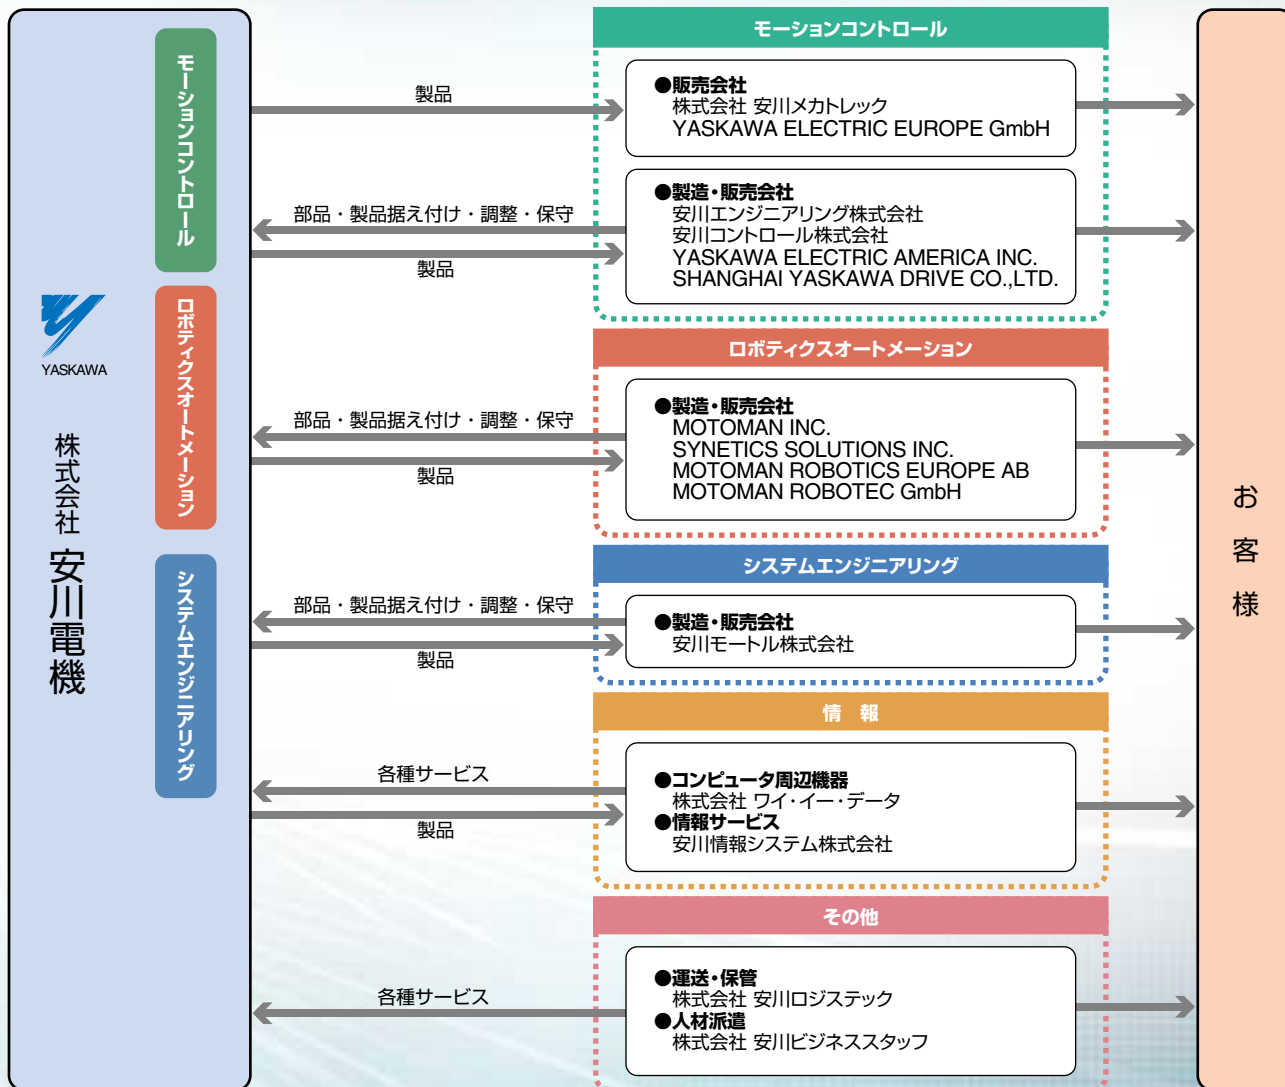 モーションコントロール
ロボティクスオートメーション
システムエンジニアリング
YASKAWA
株式会社 安川電機
製品
部品・製品据え付け・調整・保守
製品
部品・製品据え付け・調整・保守
製品
部品・製品据え付け・調整・保守
製品
各種サービス
製品
各種サービス
モーションコントロール
●販売会社
株式会社 安川メカトレック
YASKAWA ELECTRIC EUROPE GmbH
●製造・販売会社
安川エンジニアリング株式会社
安川コントロール株式会社
YASKAWA ELECTRIC AMERICA INC.
SHANGHAI YASKAWA DRIVE CO.,LTD.
ロボティクスオートメーション
●製造・販売会社
MOTOMAN INC.
SYNETICS SOLUTIONS INC.
MOTOMAN ROBOTICS EUROPE AB
MOTOMAN ROBOTEC GmbH
システムエンジニアリング
●製造・販売会社
安川モートル株式会社
情 報
●コンピュータ周辺機器
株式会社 ワイ・イー・データ
●情報サービス
安川情報システム株式会社
その他
●運送・保管
株式会社 安川ロジステック
●人材派遣
株式会社 安川ビジネススタッフ
お客様